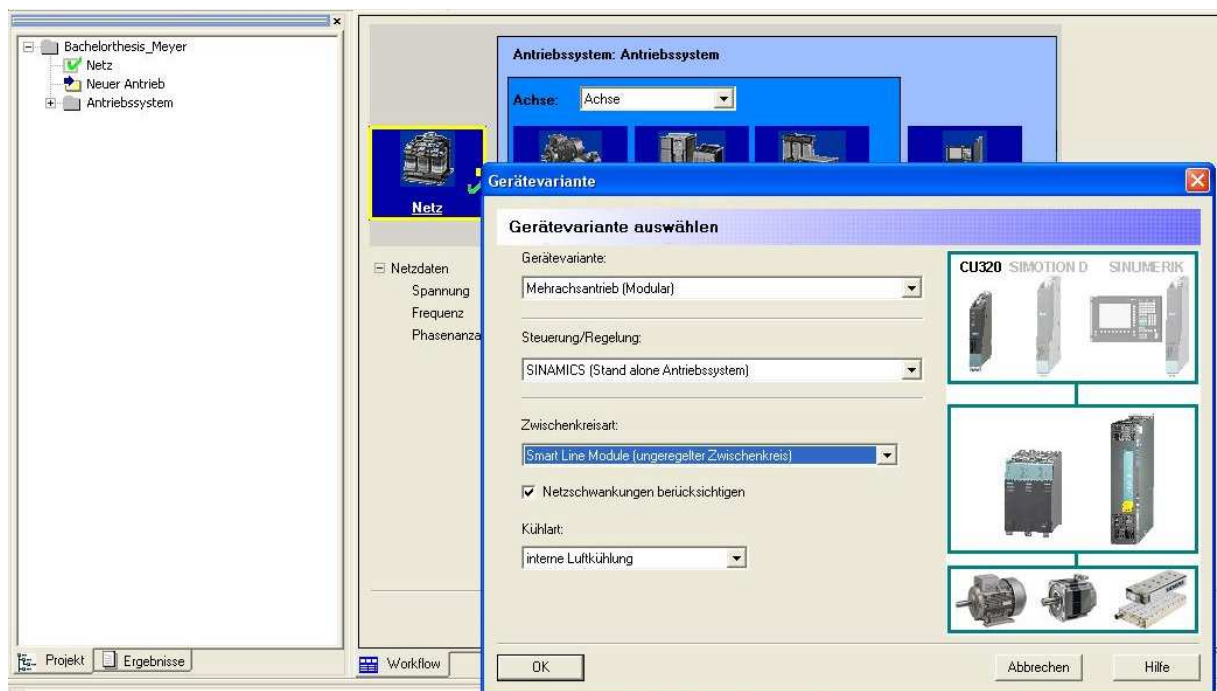 Bachelorthesis_Meyer
Netz
Neuer Antrieb
Antriebssystem
Projekt
Ergebnisse
Antriebssystem: Antriebssystem
Achse:
Achse
Netz
Netzdaten
Spannung
Frequenz
Phasenanza
Workflow
Gerätevariante
Gerätevariante auswählen
Gerätevariante:
Mehrachsantrieb (Modular)
Steuerung/Regelung:
SINAMICS (Stand alone Antriebssystem)
Zwischenkreisart:
Smart Line Module (ungeregelter Zwischenkreis)
Netzschwankungen berücksichtigen
Kühlart:
interne Luftkühlung
CU320 SIMOTION D SINUMERIK
OK
Abbrechen
Hilfe